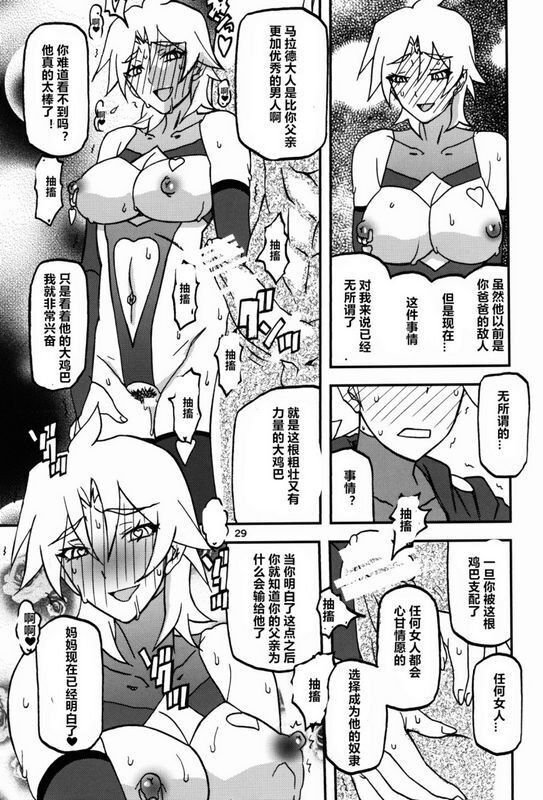 虽然他以前是
你爸爸的敌人
但是现在…
这件事情
对我来说已经
无所谓了
马拉德大人是比你父亲
更加优秀的男人啊
啊
啊
你难道看不到吗？
他真的太棒了！
抽搐
抽搐
抽搐
抽搐
抽搐
只是看着他的大鸡巴
我就非常兴奋
就是这根粗壮又有
力量的大鸡巴
无所谓的…
事情？
抽搐
29
一旦你被这根
鸡巴支配了
任何女人…
任何女人都会
心甘情愿的
选择成为他的奴隶
抽搐
当你明白了这点之后
你就知道你的父亲为
什么会输给他了
啊
啊♥
妈妈现在已经明白了♥